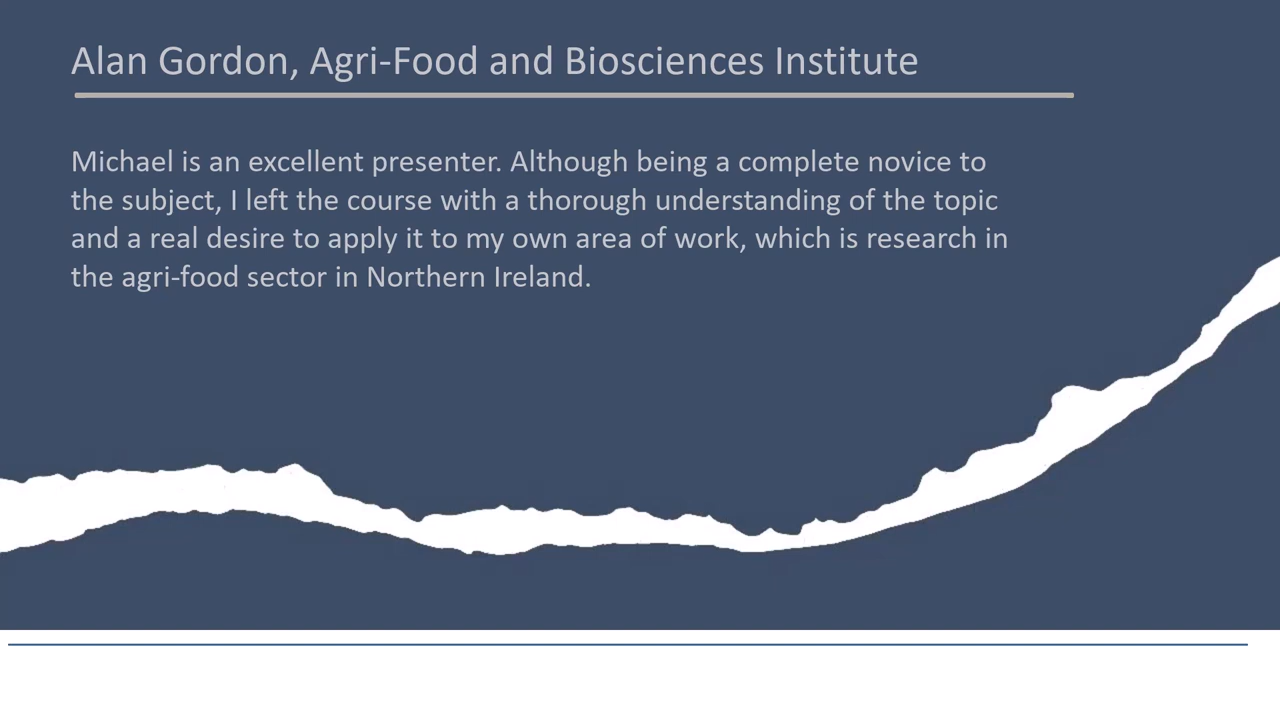 Alan Gordon, Agri-Food and Biosciences Institute
Michael is an excellent presenter. Although being a complete novice to
the subject, I left the course with a thorough understanding of the topic
and a real desire to apply it to my own area of work, which is research in
the agri-food sector in Northern Ireland.